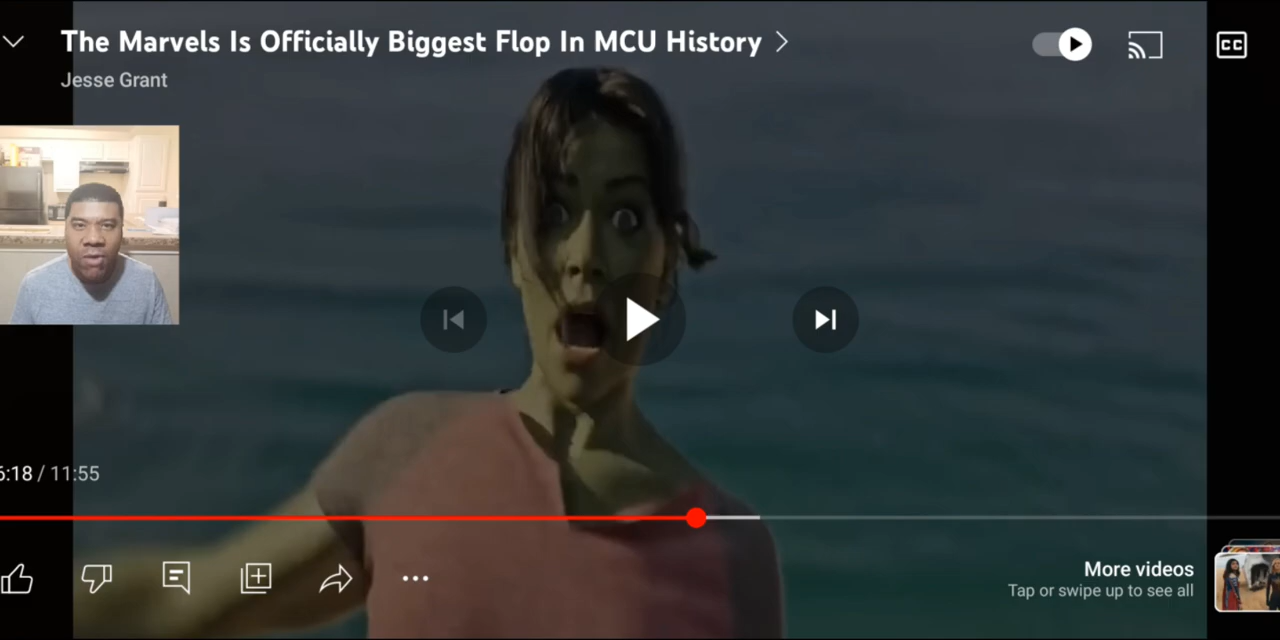 The Marvels Is Officially Biggest Flop In MCU History
CC
Jesse Grant
6:18 / 11:55
More videos
Tap or swipe up to see all